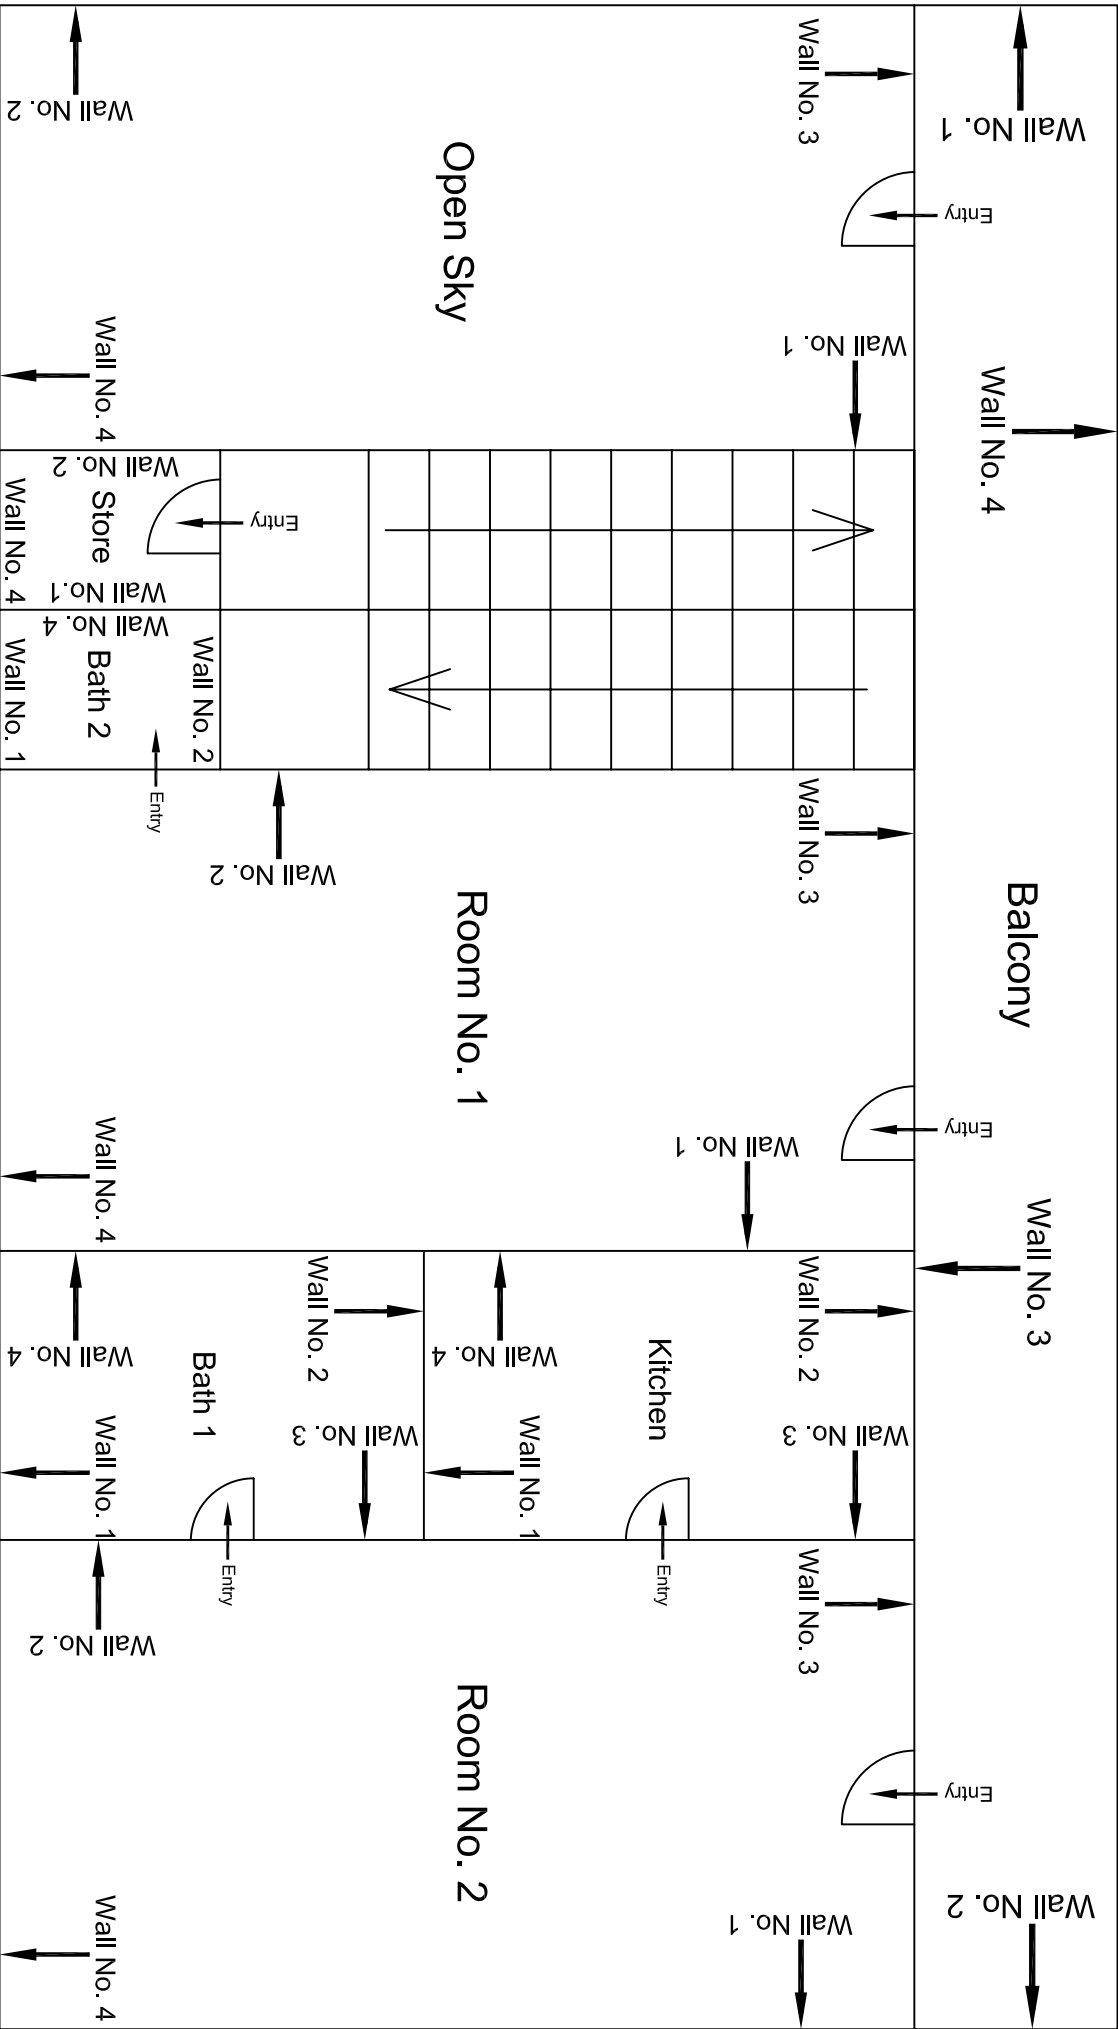 Wall No. 1
Entry
Wall No. 4
Balcony
Wall No. 3
Wall No. 2
Wall No. 2
Wall No. 3
Entry
Open Sky
Wall No. 1
Wall No. 4
Wall No. 2
Store
Wall No. 4
Wall No.1
Entry
Wall No. 4
Bath 2
Wall No. 2
Wall No. 1
Entry
Wall No. 2
Wall No. 3
Room No. 1
Entry
Wall No. 1
Wall No. 4
Wall No. 2
Wall No. 4
Kitchen
Wall No. 3
Wall No. 1
Entry
Wall No. 2
Wall No. 4
Bath 1
Wall No. 3
Wall No. 1
Entry
Wall No. 3
Wall No. 2
Room No. 2
Wall No. 1
Wall No. 4